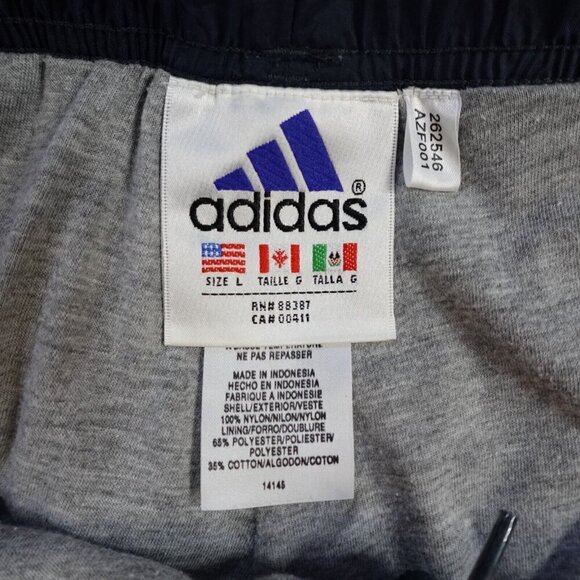 adidas®
SIZE L TAILLE G TALLA G
RN# 88387
CA# 00411
262546
AZF001
NE PAS REPASSER
MADE IN INDONESIA
HECHO EN INDONESIA
FABRIQUE A INDONESIE
SHELL/EXTERIOR/VESTE
100% NYLON/NILON/NYLON
LINING/FORRO/DOUBLURE
65% POLYESTER/POLIESTER/
POLYESTER
35% COTTON/ALGODON/COTON